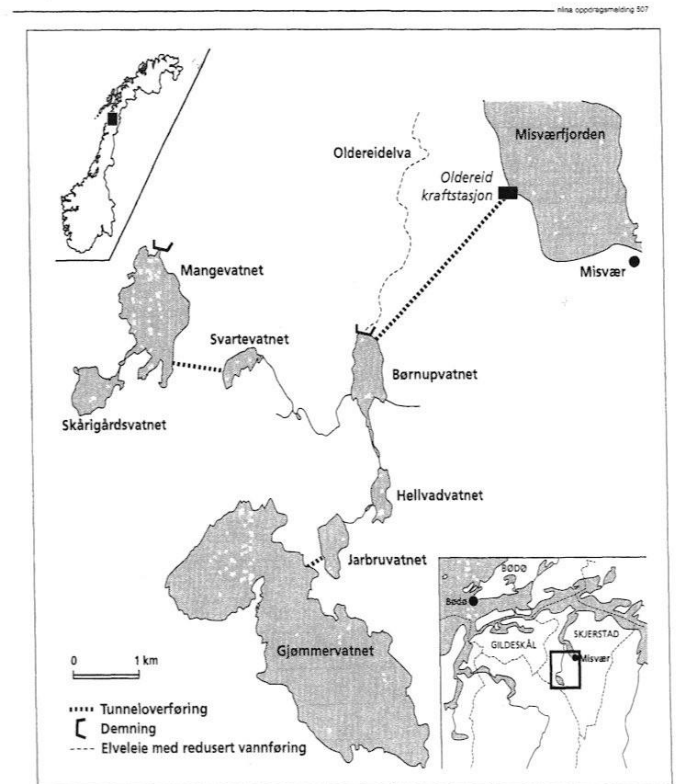 nina oppdragsmelding 507
Misværfjorden
Oldereidelva
Oldereid
kraftstasjon
Misvær
Mangevatnet
Svartevatnet
Børnupvatnet
Skårigårdsvatnet
Hellvadvatnet
Jarbruvatnet
Gjømmervatnet
BODØ
Bodø
SKJERSTAD
GILDESKÅL
Misvær
0 1 km
Tunneloverføring
Demning
Elveleie med redusert vannføring